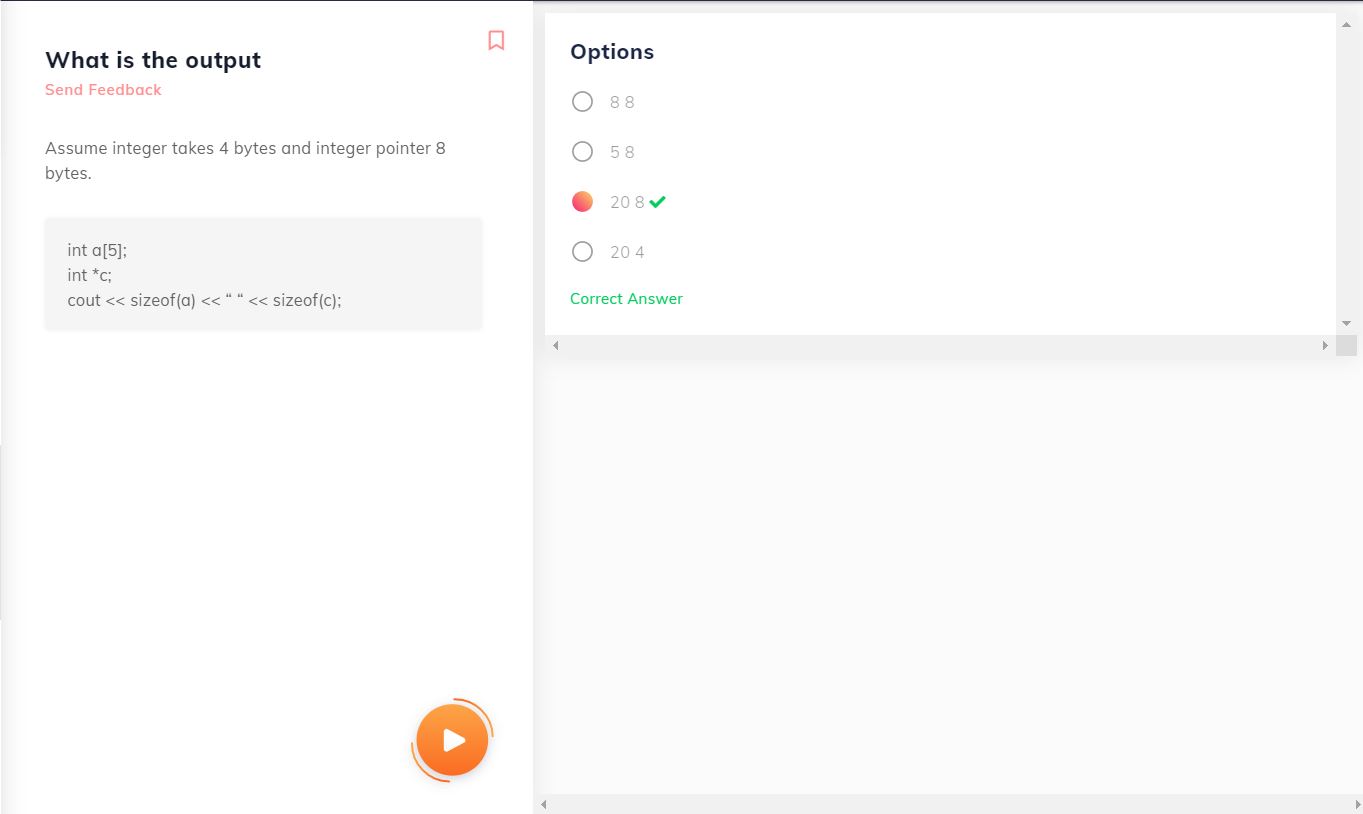 What is the output
Send Feedback
Assume integer takes 4 bytes and integer pointer 8
bytes.
int a[5];
int *c;
cout << sizeof(a) << “ “ << sizeof(c);
Options
8 8
5 8
20 8
20 4
Correct Answer